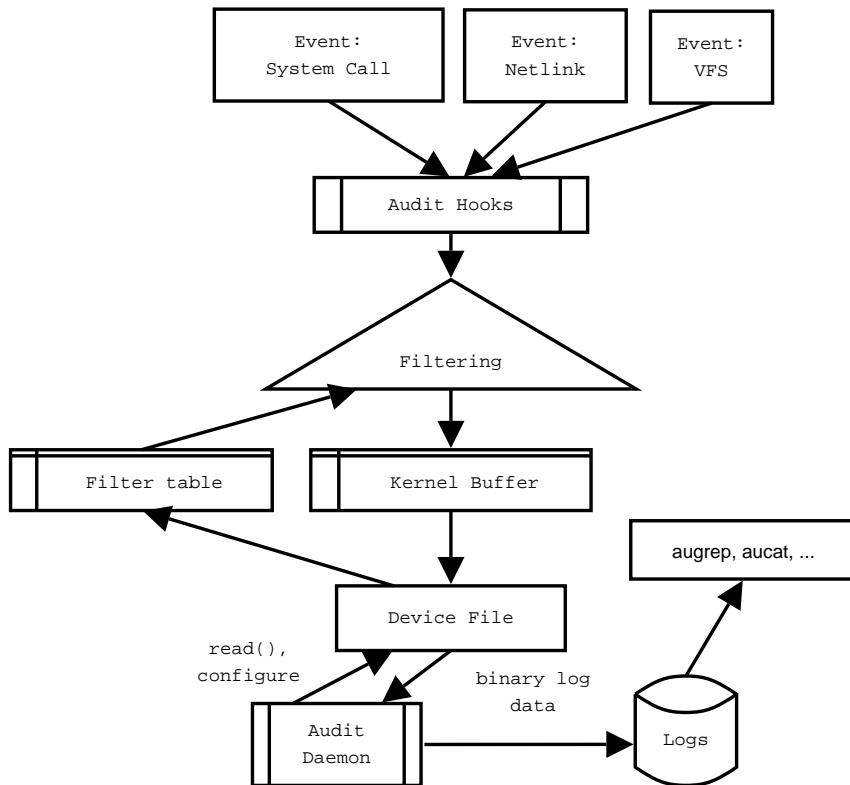 Event:
System Call
Event:
Netlink
Event:
VFS
Audit Hooks
Filtering
Filter table
Kernel Buffer
augrep, aucat, ...
Device File
read(),
configure
binary log
data
Audit
Daemon
Logs